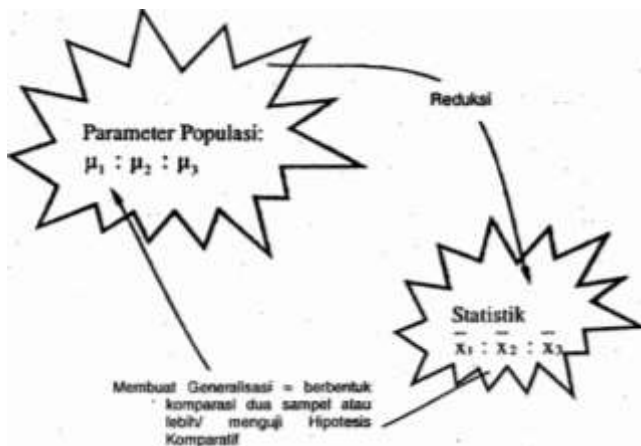 Parameter Populasi:
μ₁ : μ₂ : μ₃
Reduksi
Statistik
x̄₁ : x̄₂ : x̄₃
Membuat Generalisasi = berbentuk
komparasi dua sampel atau
lebih/ menguji Hipotesis
Komparatif